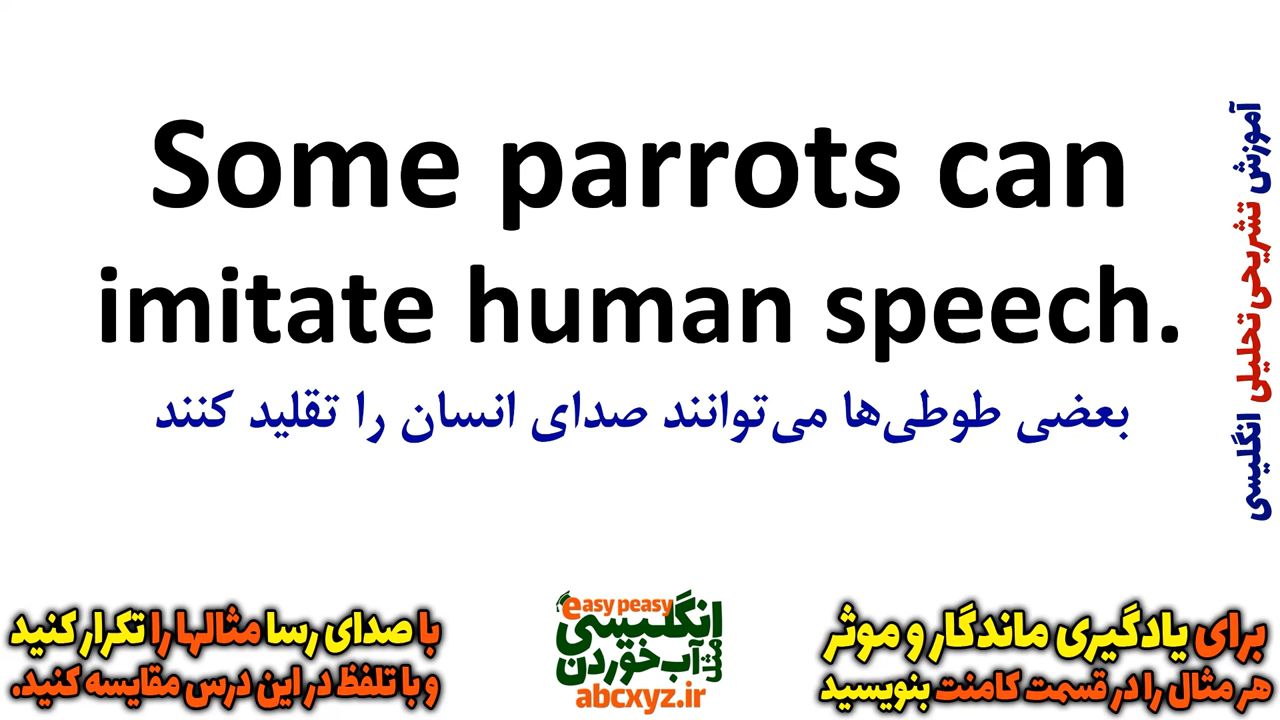 Some parrots can
imitate human speech.
بعضی طوطی‌ها می‌توانند صدای انسان را تقلید کنند
آموزش تشریحی تحلیلی انگلیسی
برای یادگیری ماندگار و موثر
هر مثال را در قسمت کامنت بنویسید
easy peasy
انگلیسی
مثل آب خوردن
abcxyz.ir
با صدای رسا مثالها را تکرار کنید
و با تلفظ در این درس مقایسه کنید.